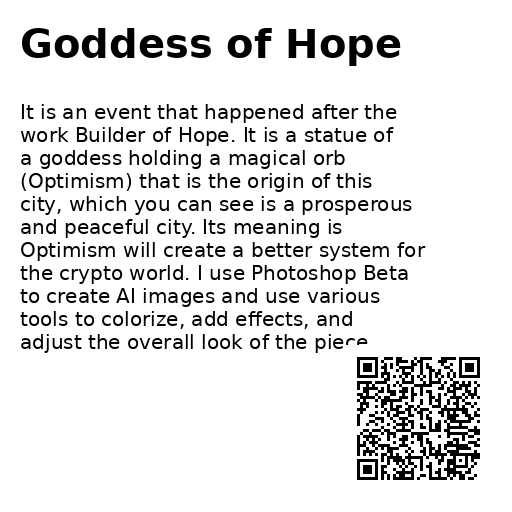 Goddess of Hope
It is an event that happened after the
work Builder of Hope. It is a statue of
a goddess holding a magical orb
(Optimism) that is the origin of this
city, which you can see is a prosperous
and peaceful city. Its meaning is
Optimism will create a better system for
the crypto world. I use Photoshop Beta
to create AI images and use various
tools to colorize, add effects, and
adjust the overall look of the piece